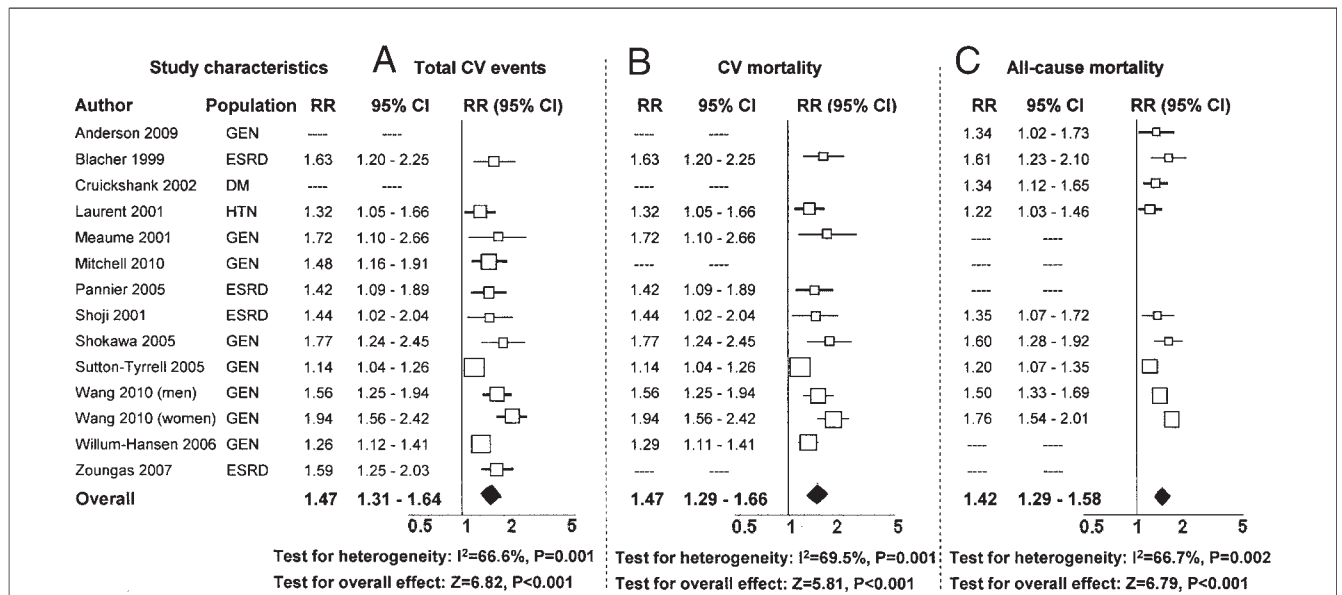 Study characteristics A Total CV events B CV mortality C All-cause mortality
Author Population RR 95% CI RR (95% CI) RR 95% CI RR (95% CI) RR 95% CI RR (95% CI)
Anderson 2009 GEN ---- ---- ---- ---- 1.34 1.02 - 1.73
Blacher 1999 ESRD 1.63 1.20 - 2.25 1.63 1.20 - 2.25 1.61 1.23 - 2.10
Cruickshank 2002 DM ---- ---- ---- ---- 1.34 1.12 - 1.65
Laurent 2001 HTN 1.32 1.05 - 1.66 1.32 1.05 - 1.66 1.22 1.03 - 1.46
Meaume 2001 GEN 1.72 1.10 - 2.66 1.72 1.10 - 2.66 ---- ----
Mitchell 2010 GEN 1.48 1.16 - 1.91 ---- ---- ---- ----
Pannier 2005 ESRD 1.42 1.09 - 1.89 1.42 1.09 - 1.89 ---- ----
Shoji 2001 ESRD 1.44 1.02 - 2.04 1.44 1.02 - 2.04 1.35 1.07 - 1.72
Shokawa 2005 GEN 1.77 1.24 - 2.45 1.77 1.24 - 2.45 1.60 1.28 - 1.92
Sutton-Tyrrell 2005 GEN 1.14 1.04 - 1.26 1.14 1.04 - 1.26 1.20 1.07 - 1.35
Wang 2010 (men) GEN 1.56 1.25 - 1.94 1.56 1.25 - 1.94 1.50 1.33 - 1.69
Wang 2010 (women) GEN 1.94 1.56 - 2.42 1.94 1.56 - 2.42 1.76 1.54 - 2.01
Willum-Hansen 2006 GEN 1.26 1.12 - 1.41 1.29 1.11 - 1.41 ---- ----
Zoungas 2007 ESRD 1.59 1.25 - 2.03 ---- ---- ---- ----
Overall 1.47 1.31 - 1.64 1.47 1.29 - 1.66 1.42 1.29 - 1.58
0.5 1 2 5 0.5 1 2 5 0.5 1 2 5
Test for heterogeneity: I²=66.6%, P=0.001 Test for heterogeneity: I²=69.5%, P=0.001 Test for heterogeneity: I²=66.7%, P=0.002
Test for overall effect: Z=6.82, P<0.001 Test for overall effect: Z=5.81, P<0.001 Test for overall effect: Z=6.79, P<0.001